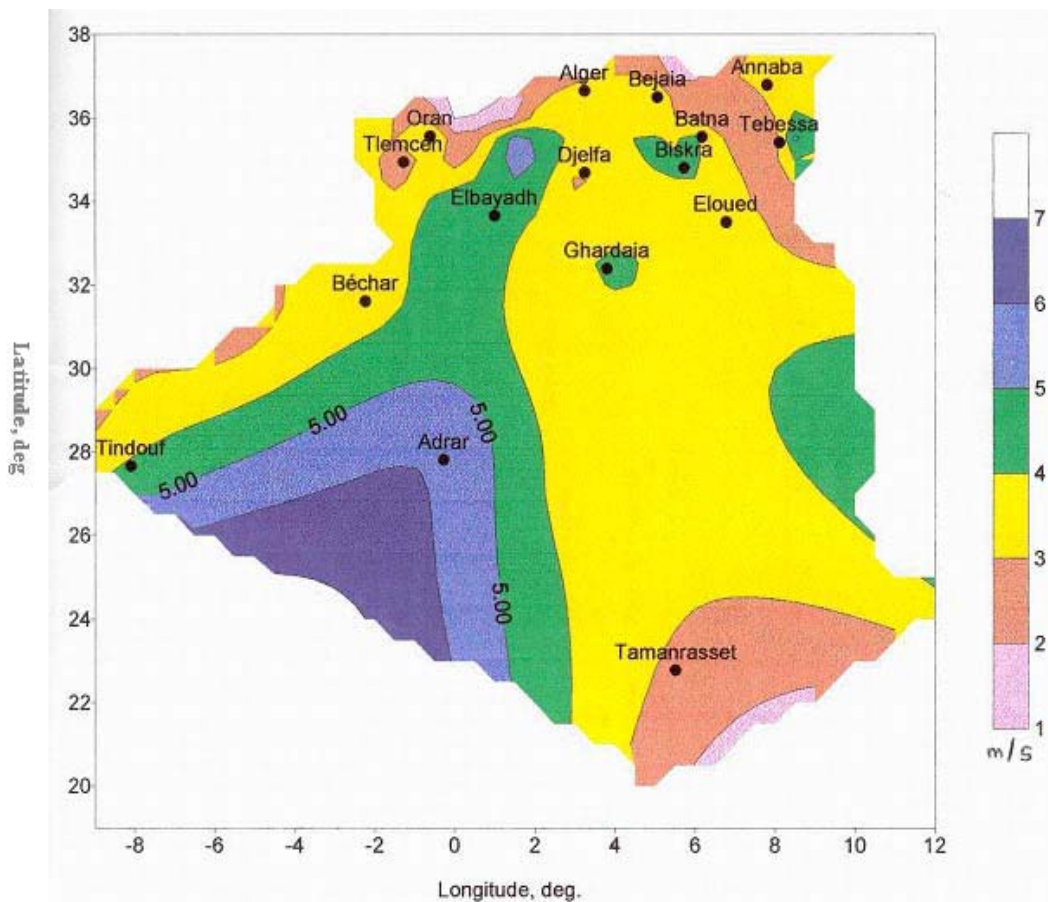 38
36
34
32
30
28
26
24
22
20
Latitude, deg
Alger
Bejaia
Annaba
Oran
Batna
Tebessa
Tlemcen
Djelfa
Biskra
Elbayadh
Eloued
Ghardaja
Béchar
5.00
5.00
Adrar
Tindouf
5.00
5.00
Tamanrasset
-8 -6 -4 -2 0 2 4 6 8 10 12
Longitude, deg.
7
6
5
4
3
2
1
m/s